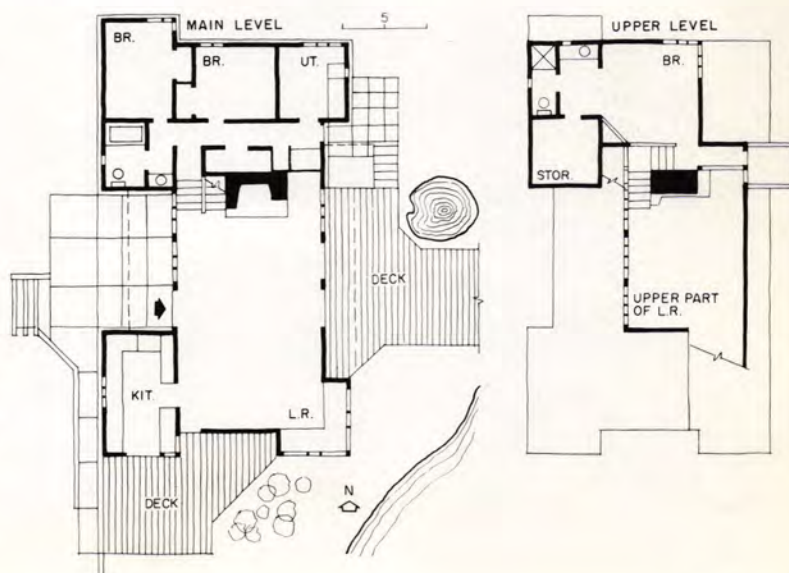 MAIN LEVEL
5
BR.
BR.
UT.
DECK
KIT.
L.R.
DECK
N
UPPER LEVEL
BR.
STOR.
UPPER PART
OF L.R.